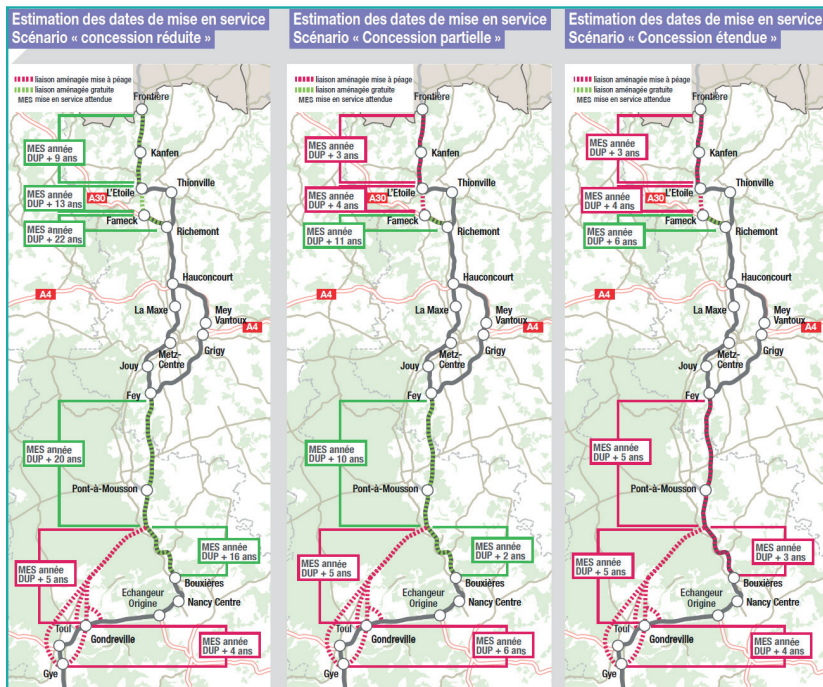 Estimation des dates de mise en service
Scénario « concession réduite »
liaison aménagée mise à péage
liaison aménagée gratuite
MES mise en service attendue
Frontière
MES année
DUP + 9 ans
Kanfen
L'Etoile
Thionville
MES année
DUP + 13 ans
A30
Fameck
MES année
DUP + 22 ans
Richemont
Hauconcourt
A4
La Maxe
Mey
Vantoux
A4
Metz-
Centre
Grigy
Jouy
Fey
MES année
DUP + 20 ans
Pont-à-Mousson
MES année
DUP + 16 ans
MES année
DUP + 5 ans
Bouxières
Echangeur
Origine
Nancy Centre
Toul
Gondreville
MES année
DUP + 4 ans
Gye
Estimation des dates de mise en service
Scénario « Concession partielle »
liaison aménagée mise à péage
liaison aménagée gratuite
MES mise en service attendue
Frontière
MES année
DUP + 3 ans
Kanfen
L'Etoile
Thionville
MES année
DUP + 4 ans
A30
Fameck
MES année
DUP + 11 ans
Richemont
Hauconcourt
A4
La Maxe
Mey
Vantoux
A4
Metz-
Centre
Grigy
Jouy
Fey
MES année
DUP + 10 ans
Pont-à-Mousson
MES année
DUP + 2 ans
MES année
DUP + 5 ans
Bouxières
Echangeur
Origine
Nancy Centre
Toul
Gondreville
MES année
DUP + 6 ans
Gye
Estimation des dates de mise en service
Scénario « Concession étendue »
liaison aménagée mise à péage
liaison aménagée gratuite
MES mise en service attendue
Frontière
MES année
DUP + 3 ans
Kanfen
L'Etoile
Thionville
MES année
DUP + 4 ans
A30
Fameck
MES année
DUP + 6 ans
Richemont
Hauconcourt
A4
La Maxe
Mey
Vantoux
A4
Metz-
Centre
Grigy
Jouy
Fey
MES année
DUP + 5 ans
Pont-à-Mousson
MES année
DUP + 3 ans
MES année
DUP + 5 ans
Bouxières
Echangeur
Origine
Nancy Centre
Toul
Gondreville
MES année
DUP + 4 ans
Gye